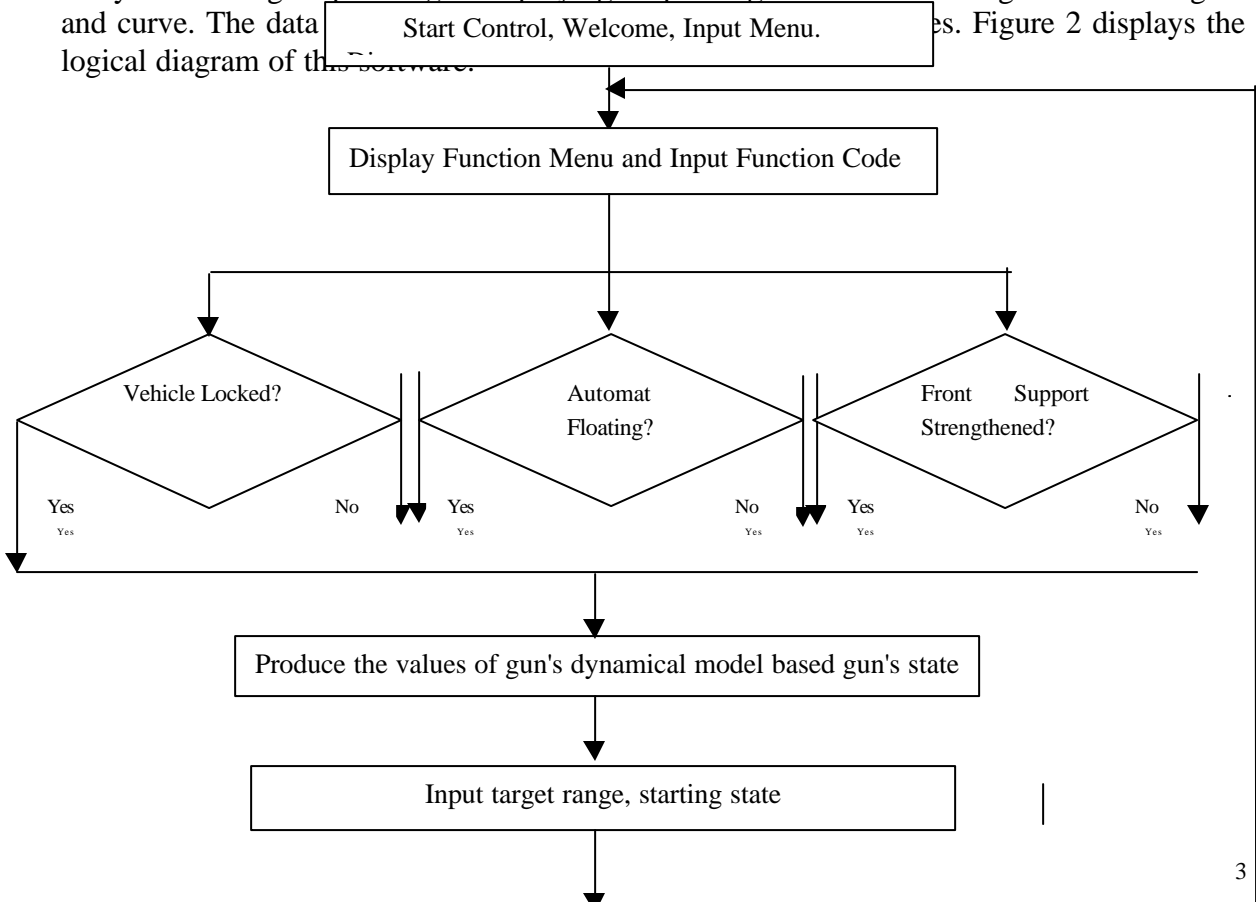 and curve. The data
es. Figure 2 displays the
logical diagram of this software.
Start Control, Welcome, Input Menu.
Display Function Menu and Input Function Code
Vehicle Locked?
Automat
Floating?
Front Support
Strengthened?
.
Yes No Yes No Yes No
Yes Yes Yes Yes Yes
Produce the values of gun's dynamical model based gun's state
Input target range, starting state
3